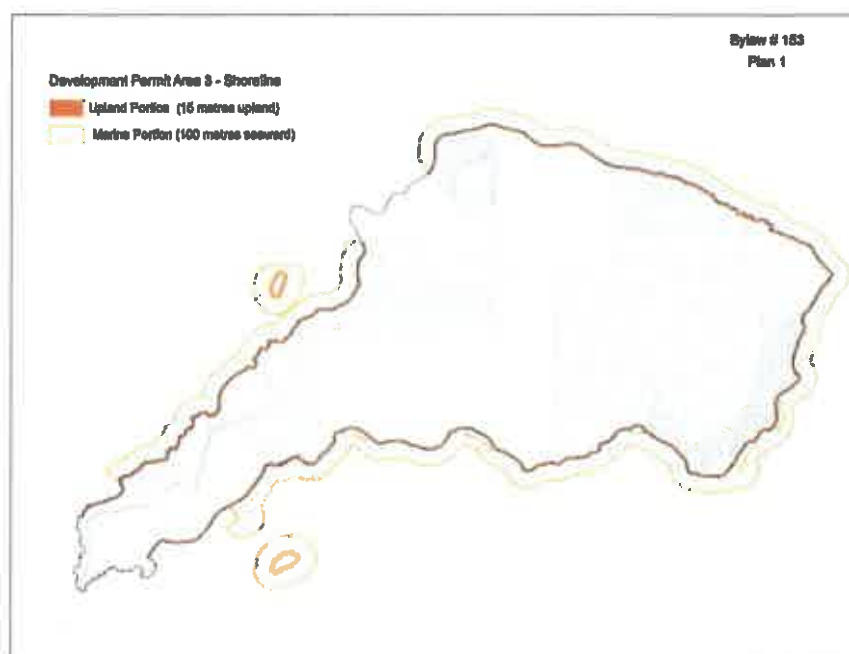 Bylaw # 153
Plan 1
Development Permit Area 3 - Shoreline
Upland Portion (15 metres upland)
Marine Portion (100 metres seaward)